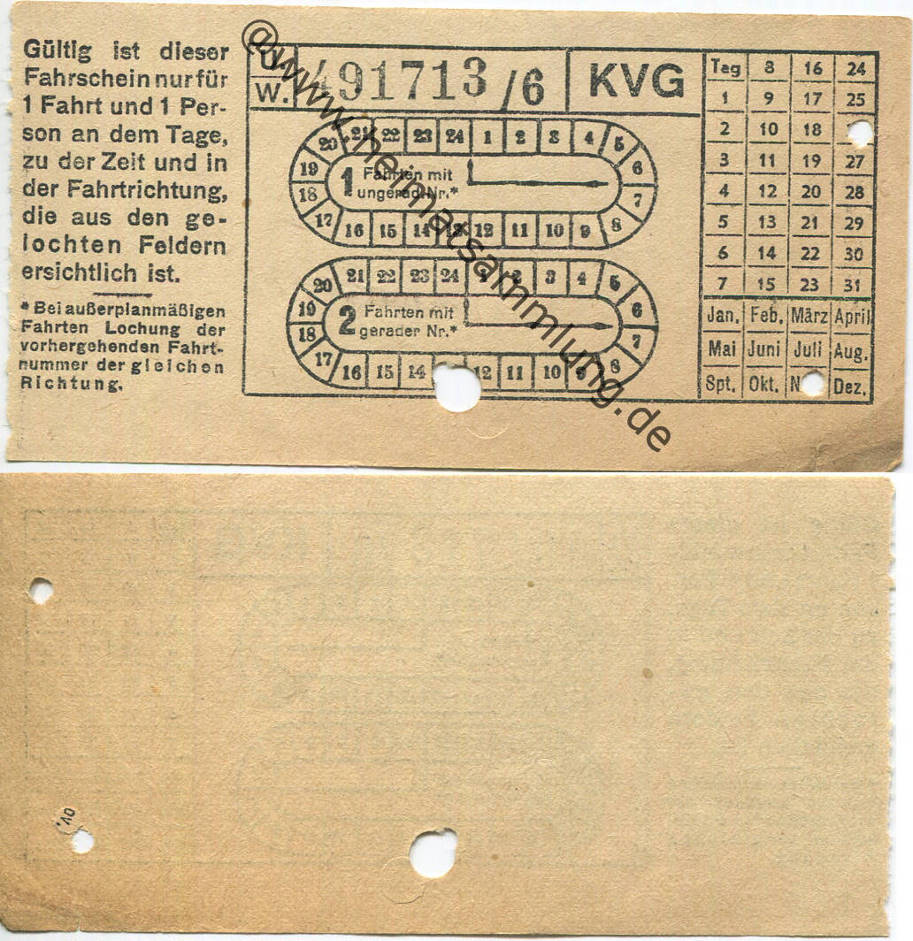 Gültig ist dieser
Fahrschein nur für
1 Fahrt und 1 Per-
son an dem Tage,
zu der Zeit und in
der Fahrtrichtung,
die aus den ge-
lochten Feldern
ersichtlich ist.
* Bei außerplanmäßigen
Fahrten Lochung der
vorhergehenden Fahrt-
nummer der gleichen
Richtung.
W. 491713 /6 KVG
20 21 22 23 24 1 2 3 4 5
19 6
1 Fahrten mit
ungerad. Nr.*
18 7
17 16 15 14 13 12 11 10 9 8
20 21 22 23 24 1 2 3 4 5
19 6
2 Fahrten mit
gerader Nr.*
18 7
17 16 15 14 12 11 10 9 8
Tag 8 16 24
1 9 17 25
2 10 18
3 11 19 27
4 12 20 28
5 13 21 29
6 14 22 30
7 15 23 31
Jan. Feb. März April
Mai Juni Juli Aug.
Spt. Okt. N Dez.
@www.heimatsammlung.de
ov.